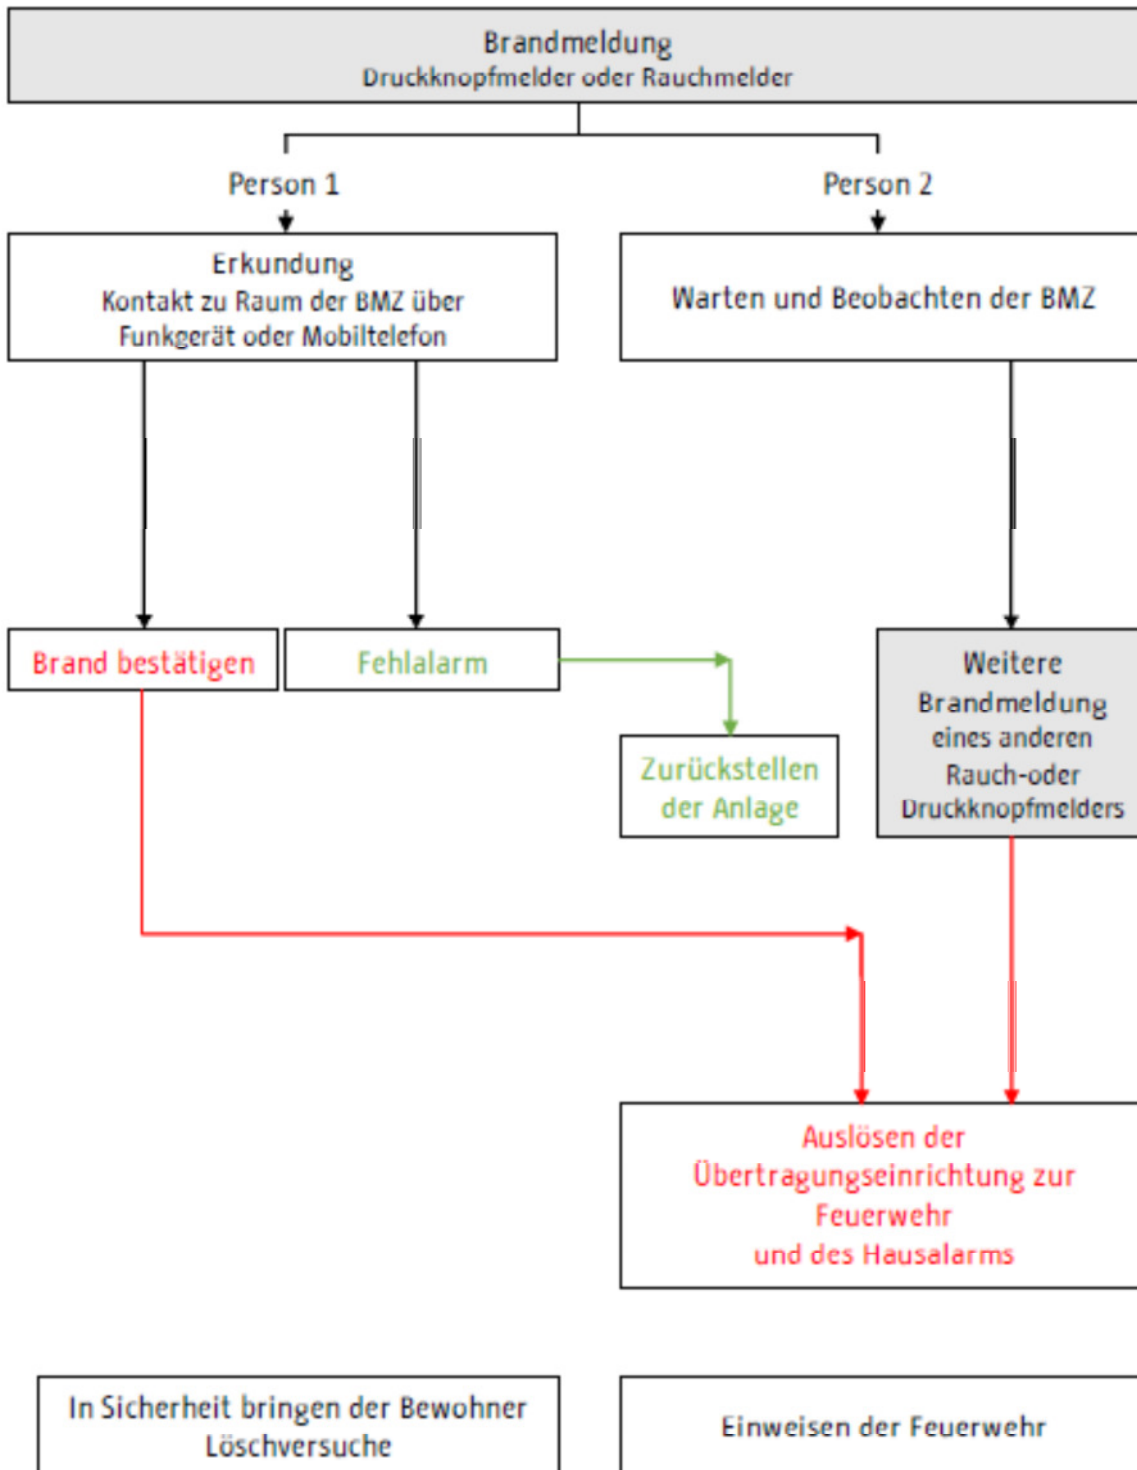 Brandmeldung
Druckknopfmelder oder Rauchmelder
Person 1
Person 2
Erkundung
Kontakt zu Raum der BMZ über
Funkgerät oder Mobiltelefon
Warten und Beobachten der BMZ
Brand bestätigen
Fehlalarm
Zurückstellen
der Anlage
Weitere
Brandmeldung
eines anderen
Rauch-oder
Druckknopfmelders
Auslösen der
Übertragungseinrichtung zur
Feuerwehr
und des Hausalarms
In Sicherheit bringen der Bewohner
Löschversuche
Einweisen der Feuerwehr